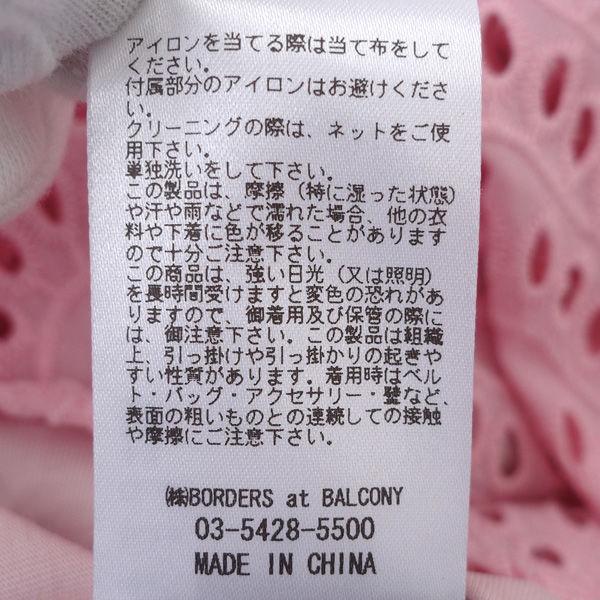 アイロンを当てる際は当て布をして
ください。
付属部分のアイロンはお避けくださ
い。
クリーニングの際は、ネットをご使
用下さい。
単独洗いをして下さい。
この製品は、摩擦（特に湿った状態）
や汗や雨などで濡れた場合、他の衣
料や下着に色が移ることがあります
ので十分ご注意下さい。
この商品は、強い日光（又は照明）
を長時間受けますと変色の恐れがあ
りますので、御着用及び保管の際に
は、御注意下さい。この製品は組織
上、引っ掛けや引っ掛かりの起きや
すい性質があります。着用時はベル
ト・バッグ・アクセサリー・壁など、
表面の粗いものとの連続しての接触
や摩擦にご注意下さい。
㈱BORDERS at BALCONY
03-5428-5500
MADE IN CHINA